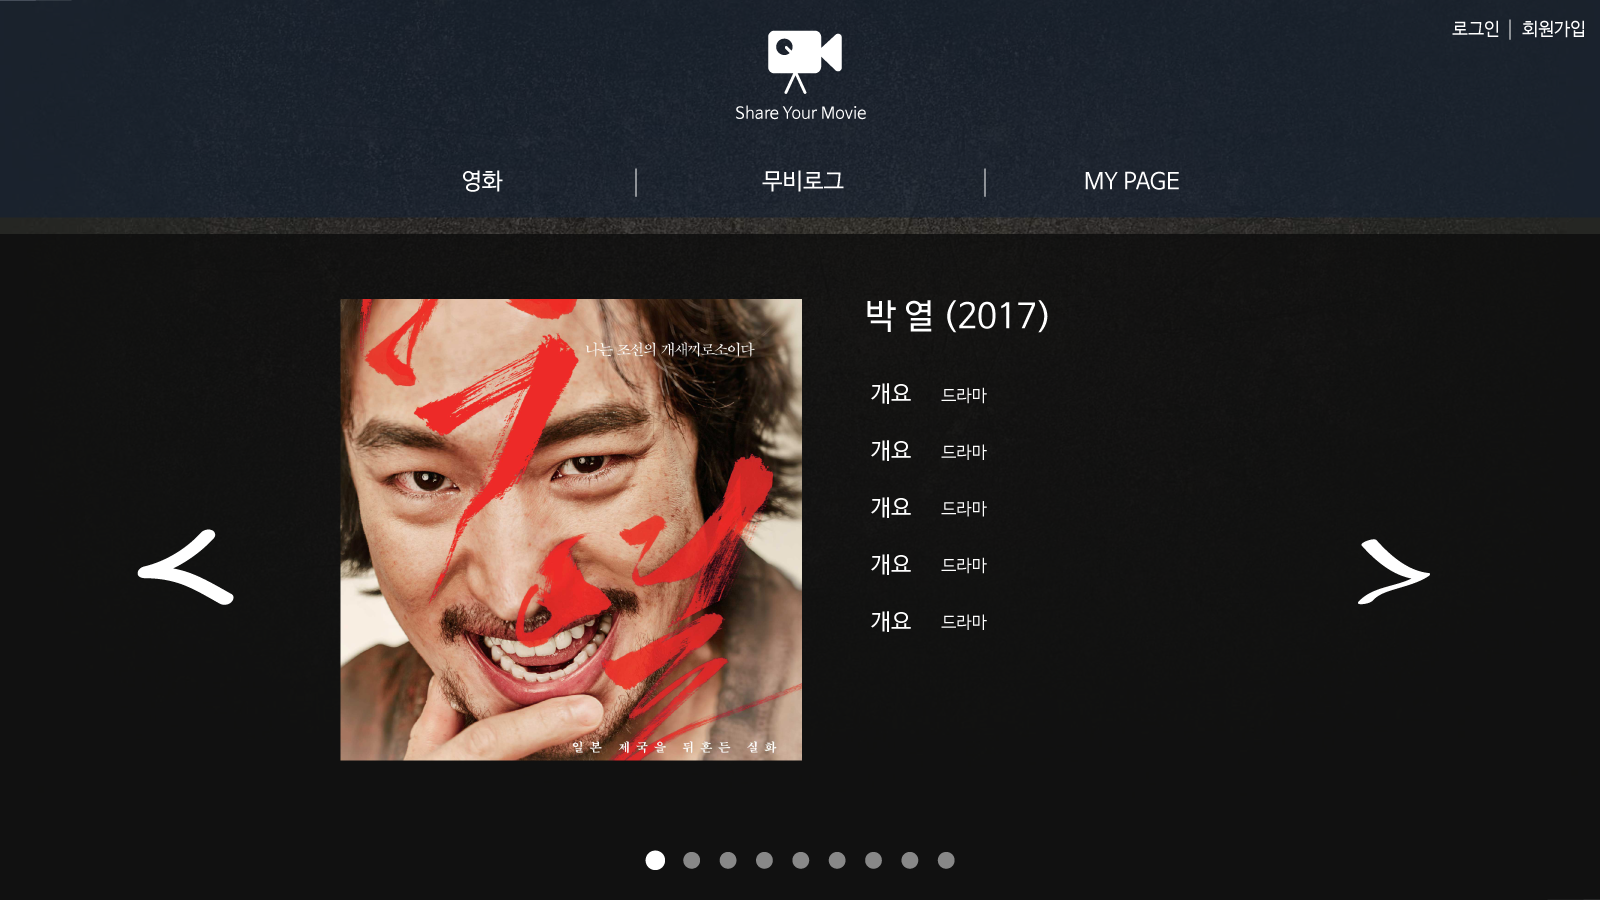 로그인 | 회원가입
Share Your Movie
영화 | 무비로그 | MY PAGE
박 열 (2017)
나는 조선의 개새끼로소이다
개요 드라마
개요 드라마
개요 드라마
개요 드라마
개요 드라마
열
일본 제국을 뒤흔든 실화